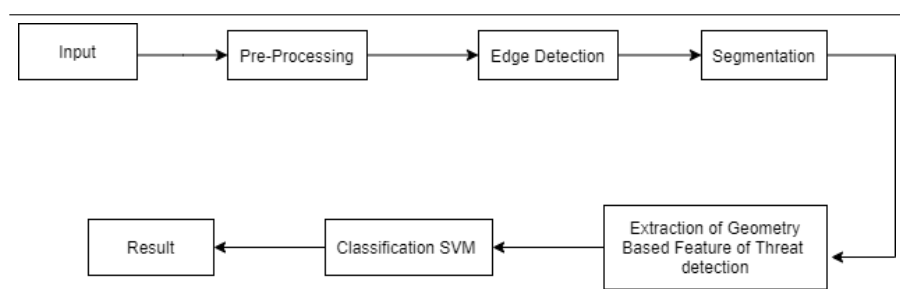 Input
Pre-Processing
Edge Detection
Segmentation
Extraction of Geometry
Based Feature of Threat
detection
Classification SVM
Result